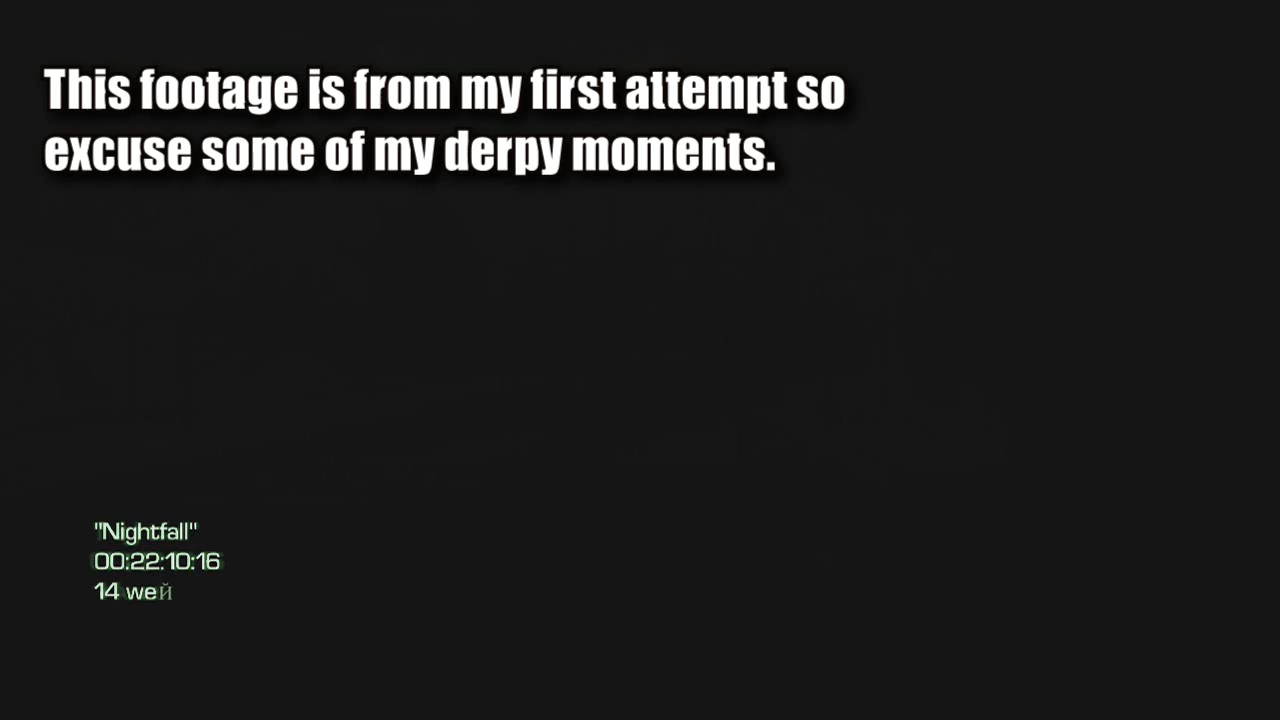 This footage is from my first attempt so
excuse some of my derpy moments.
"Nightfall"
00:22:10:16
14 weй